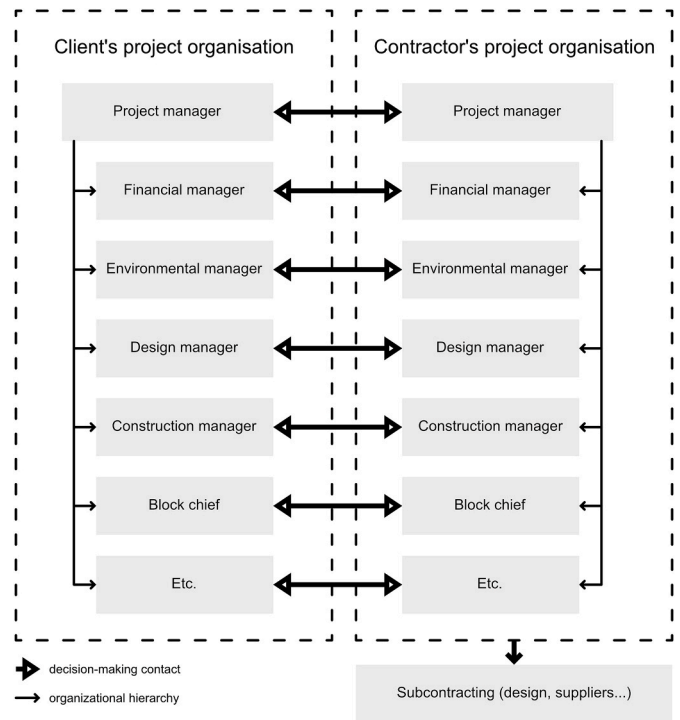 Client's project organisation
Contractor's project organisation
Project manager
Project manager
Financial manager
Financial manager
Environmental manager
Environmental manager
Design manager
Design manager
Construction manager
Construction manager
Block chief
Block chief
Etc.
Etc.
decision-making contact
organizational hierarchy
Subcontracting (design, suppliers...)